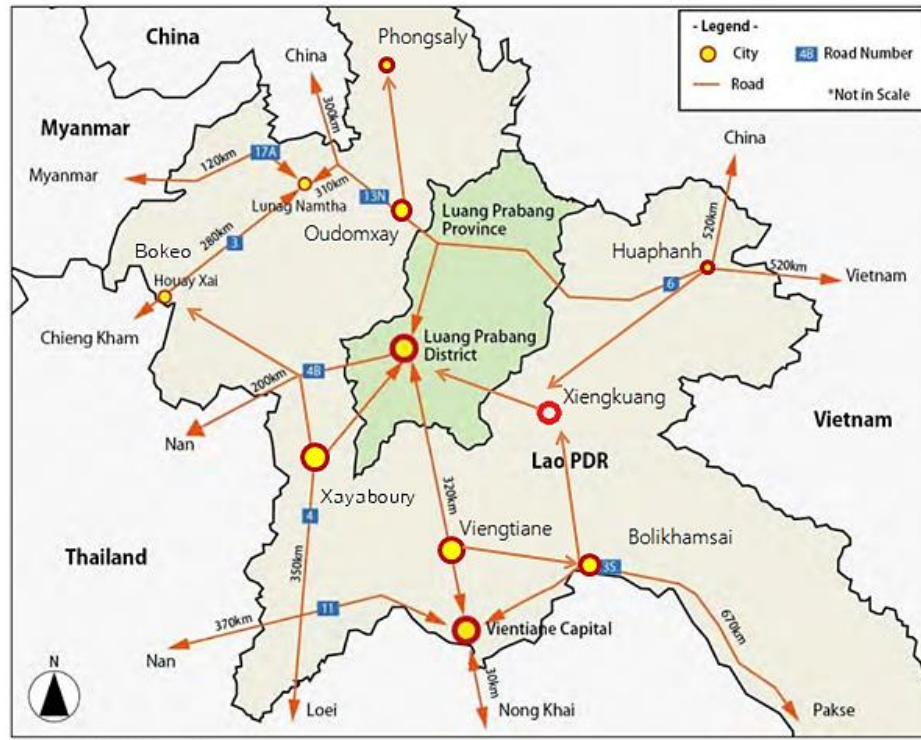 China
Phongsaly
- Legend -
City
4B
Road Number
Road
*Not in Scale
China
300km
Myanmar
120km
17A
Myanmar
310km
Lunag Namtha
13N
China
520km
Luang Prabang
Province
Oudomxay
Huaphanh
280km
3
Bokeo
Houay Xai
6
520km
Vietnam
Chieng Kham
Luang Prabang
District
4B
200km
Nan
Xiengkuang
Vietnam
Lao PDR
320km
Xayaboury
4
Viengtiane
Bolikhamsai
Thailand
350km
3S
370km
11
Vientiane Capital
670km
Nan
30km
N
Loei
Nong Khai
Pakse